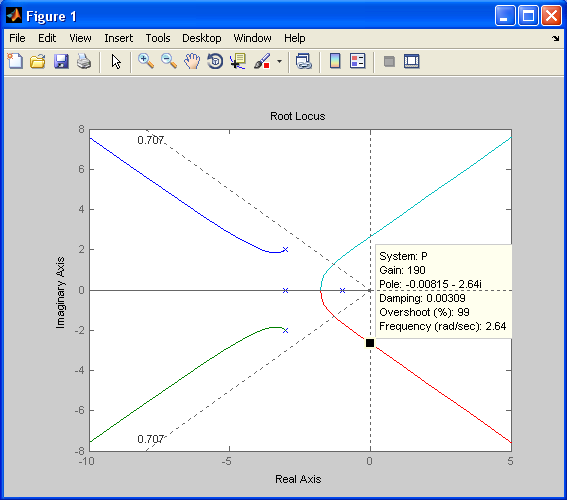 Figure 1
File Edit View Insert Tools Desktop Window Help
Root Locus
8
6
4
2
0
-2
-4
-6
-8
Imaginary Axis
0.707
0.707
System: P
Gain: 190
Pole: -0.00815 - 2.64i
Damping: 0.00309
Overshoot (%): 99
Frequency (rad/sec): 2.64
-10 -5 0 5
Real Axis